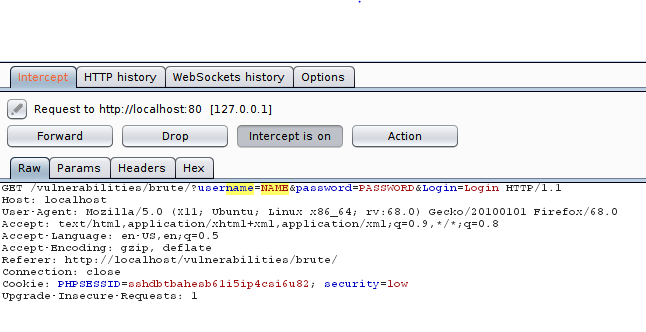 Intercept HTTP history WebSockets history Options
Request to http://localhost:80 [127.0.0.1]
Forward Drop Intercept is on Action
Raw Params Headers Hex
GET /vulnerabilities/brute/?username=NAME&password=PASSWORD&Login=Login HTTP/1.1
Host: localhost
User-Agent: Mozilla/5.0 (X11; Ubuntu; Linux x86_64; rv:68.0) Gecko/20100101 Firefox/68.0
Accept: text/html,application/xhtml+xml,application/xml;q=0.9,*/*;q=0.8
Accept-Language: en-US,en;q=0.5
Accept-Encoding: gzip, deflate
Referer: http://localhost/vulnerabilities/brute/
Connection: close
Cookie: PHPSESSID=sshdbtbahesb6li5ip4csi6u82; security=low
Upgrade-Insecure-Requests: 1